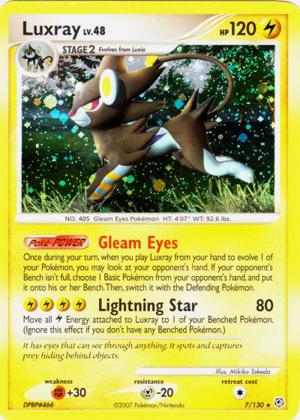 Luxray LV.48 HP 120
STAGE 2 Evolves from Luxio
NO. 405 Gleam Eyes Pokémon HT: 4'07" WT: 92.6 lbs.
Poké-POWER Gleam Eyes
Once during your turn, when you play Luxray from your hand to evolve 1 of
your Pokémon, you may look at your opponent's hand. If your opponent's
Bench isn't full, choose 1 Basic Pokémon from your opponent's hand, and put
it onto his or her Bench. Then, switch it with the Defending Pokémon.
Lightning Star 80
Move all Energy attached to Luxray to 1 of your Benched Pokémon.
(Ignore this effect if you don't have any Benched Pokémon.)
It has eyes that can see through anything. It spots and captures
prey hiding behind objects.
Illus. Mikiko Takeda
weakness resistance retreat cost
+30 -20
DPBP#466 ©2007 Pokémon/Nintendo 7/130 ★